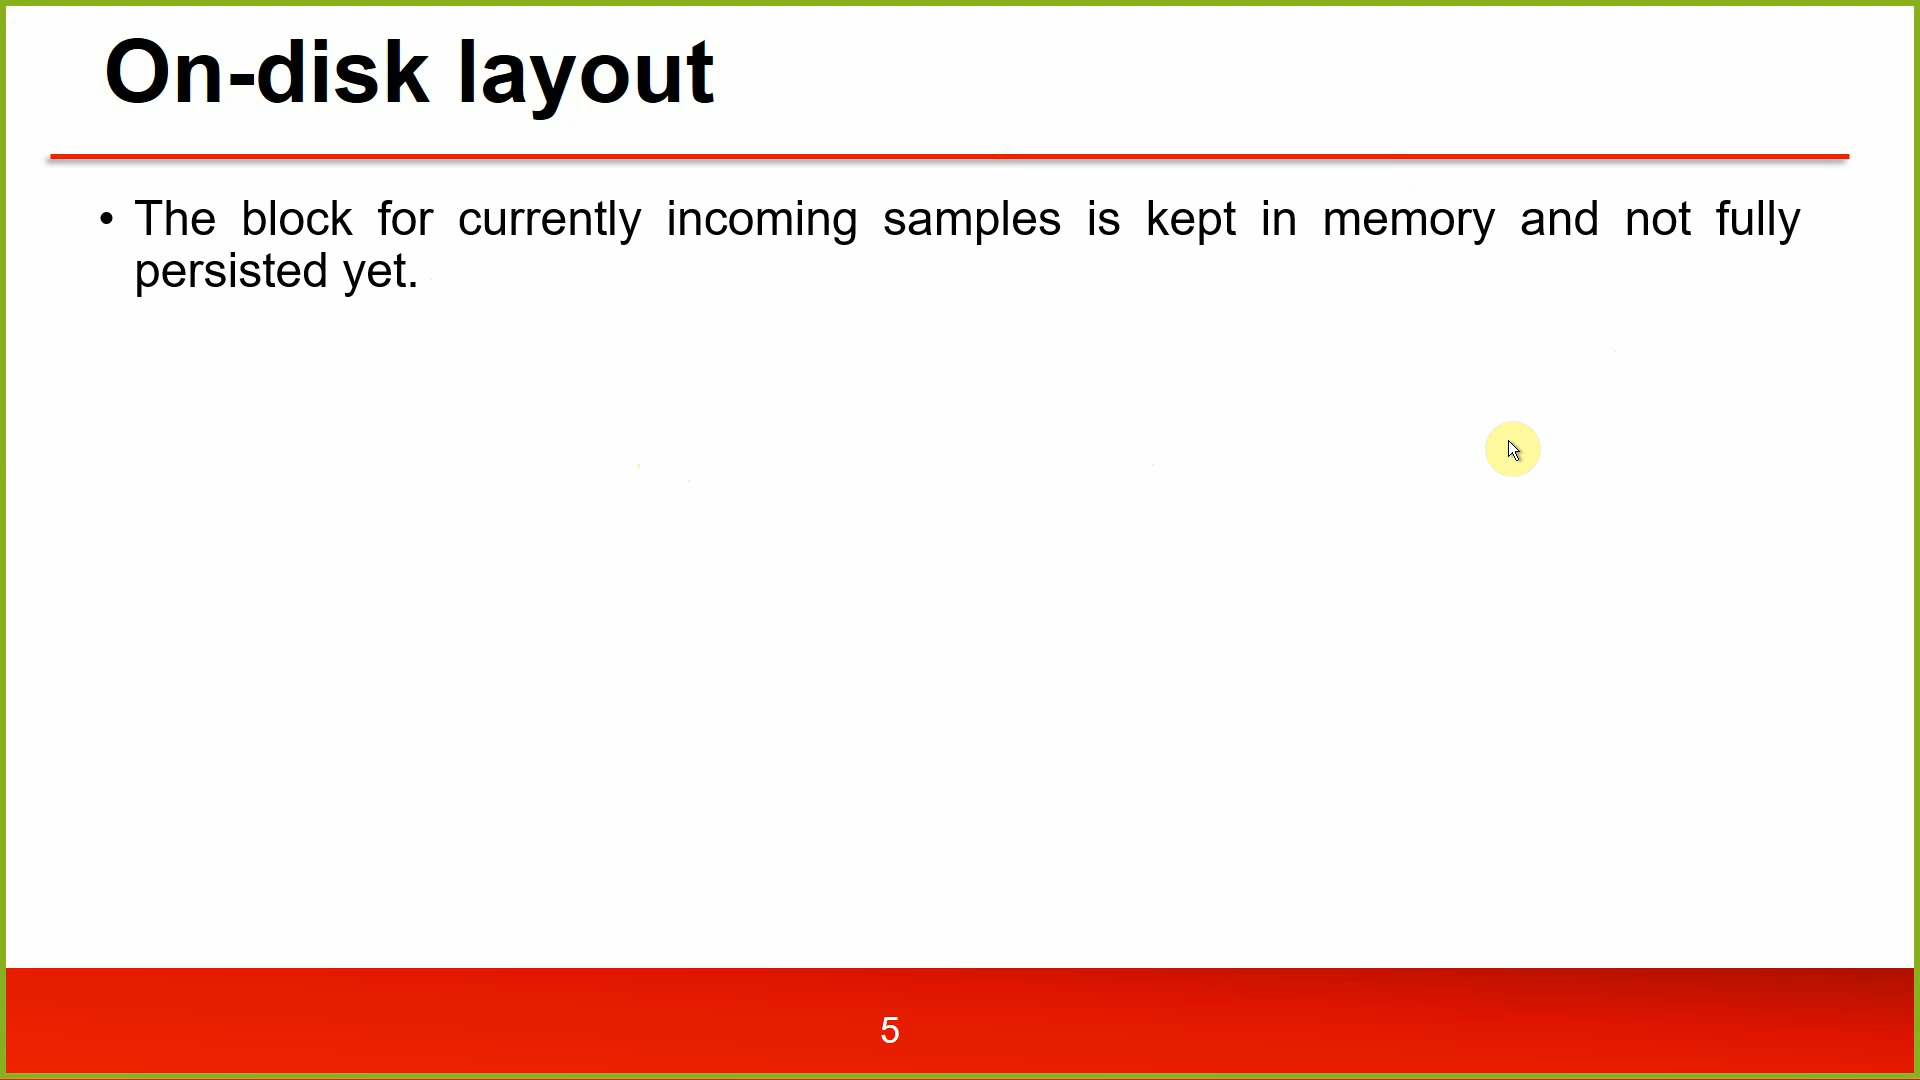 On-disk layout
• The block for currently incoming samples is kept in memory and not fully
persisted yet.
5